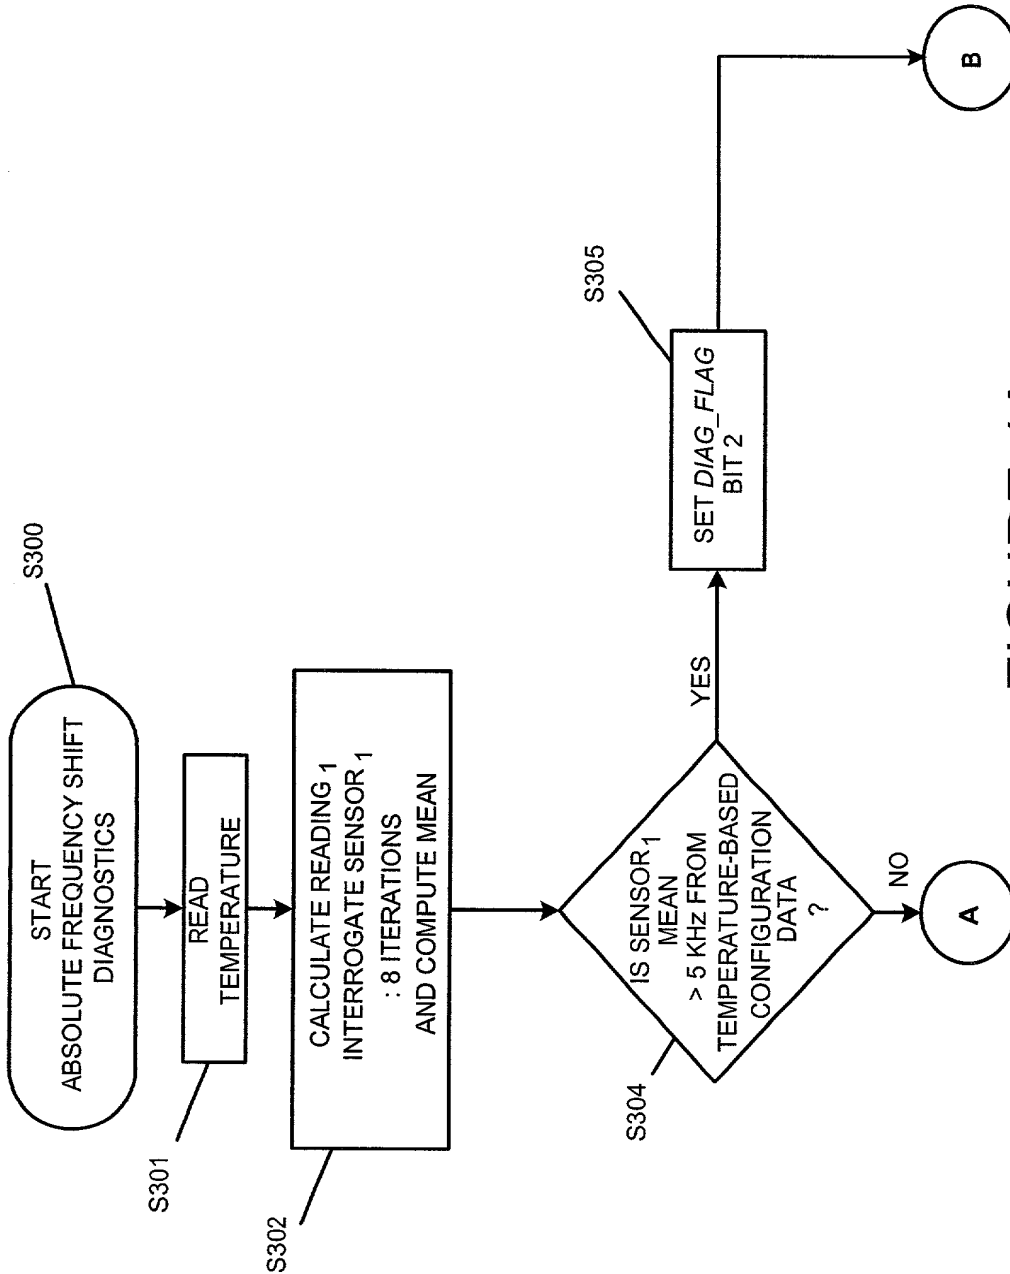 S300
START
ABSOLUTE FREQUENCY SHIFT
DIAGNOSTICS
S301
READ
TEMPERATURE
S302
CALCULATE READING 1
INTERROGATE SENSOR 1
: 8 ITERATIONS
AND COMPUTE MEAN
S304
IS SENSOR 1
MEAN
> 5 KHz FROM
TEMPERATURE-BASED
CONFIGURATION
DATA
?
YES
NO
S305
SET DIAG_FLAG
BIT 2
A
B